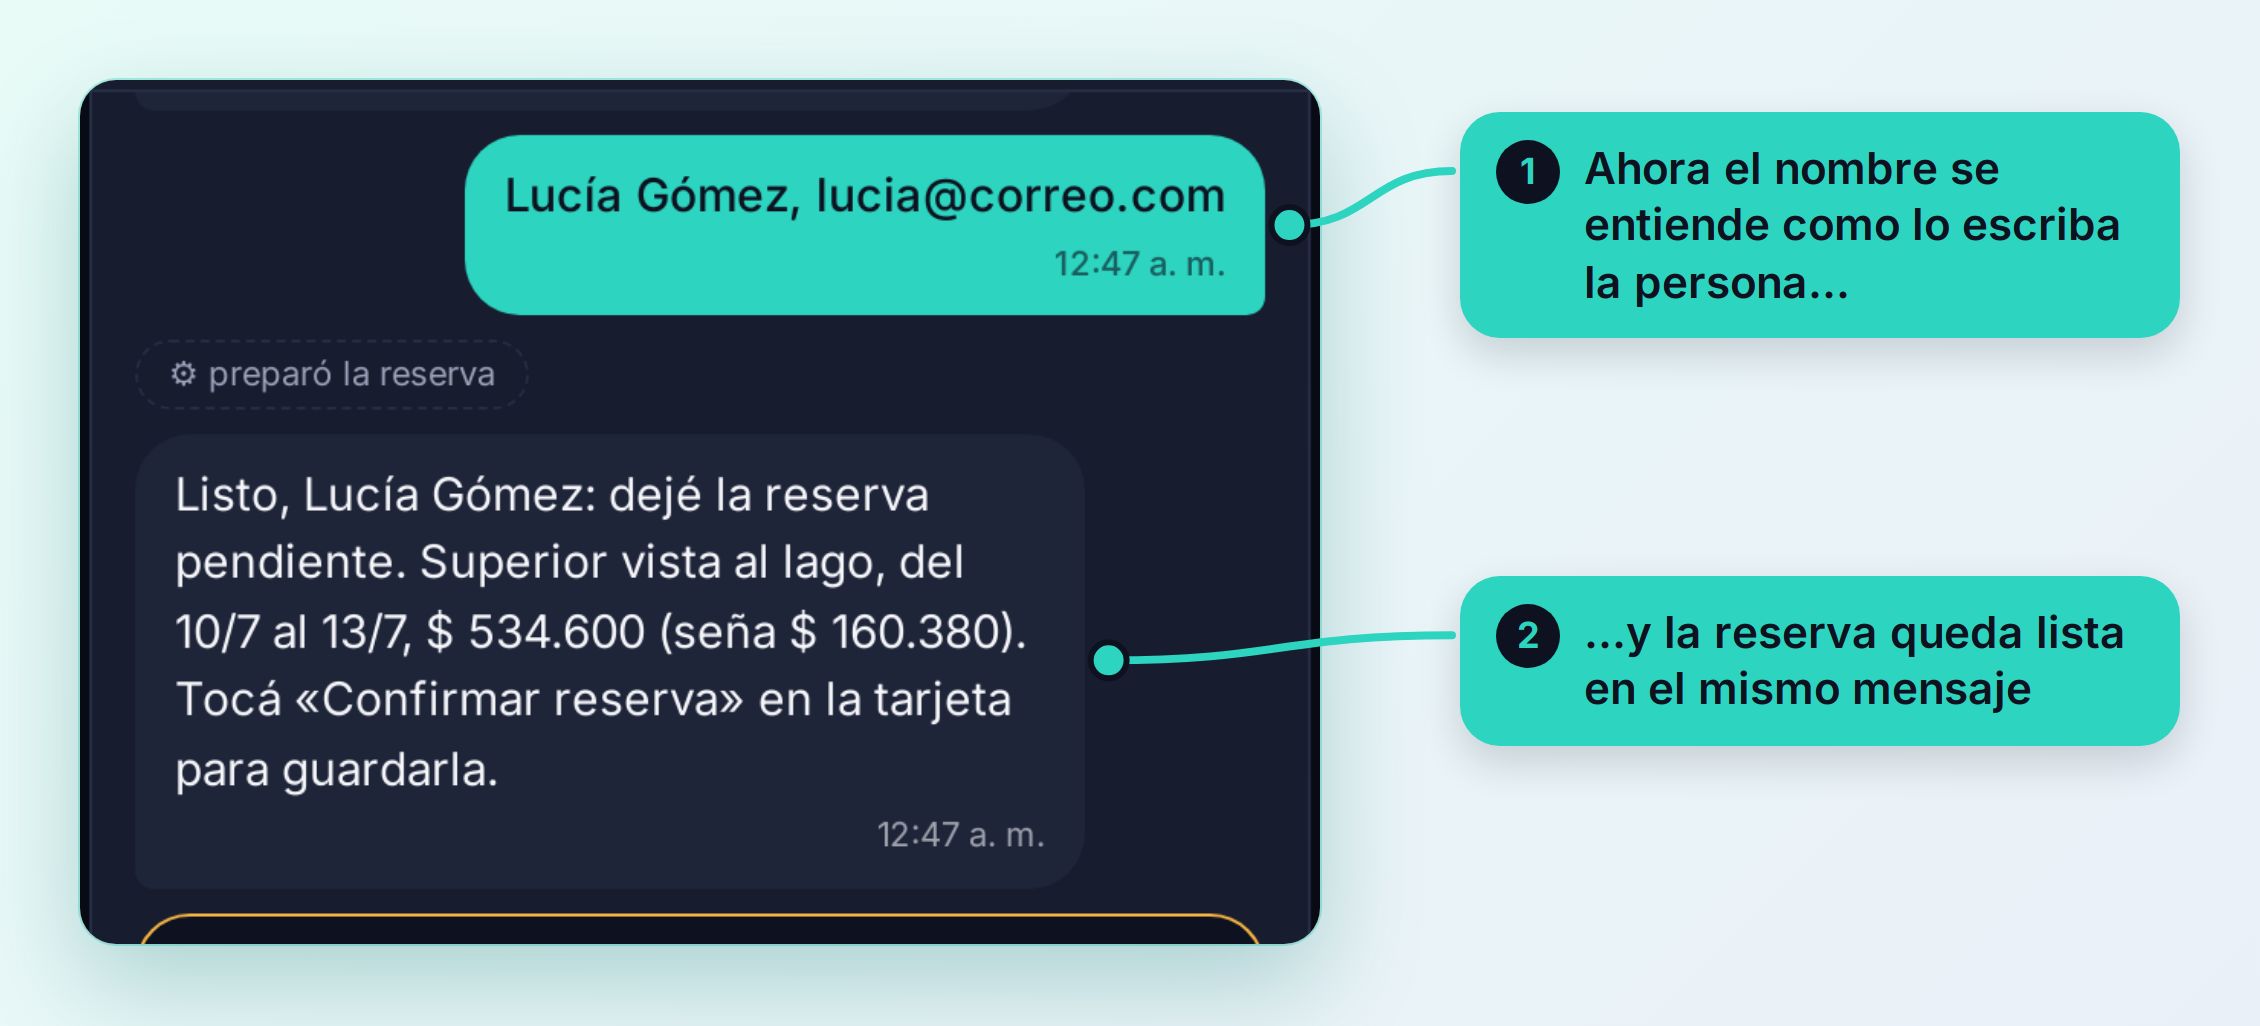 Lucía Gómez, lucia@correo.com
12:47 a. m.
⚙ preparó la reserva
Listo, Lucía Gómez: dejé la reserva
pendiente. Superior vista al lago, del
10/7 al 13/7, $ 534.600 (seña $ 160.380).
Tocá «Confirmar reserva» en la tarjeta
para guardarla.
12:47 a. m.
1 Ahora el nombre se
entiende como lo escriba
la persona...
2 ...y la reserva queda lista
en el mismo mensaje